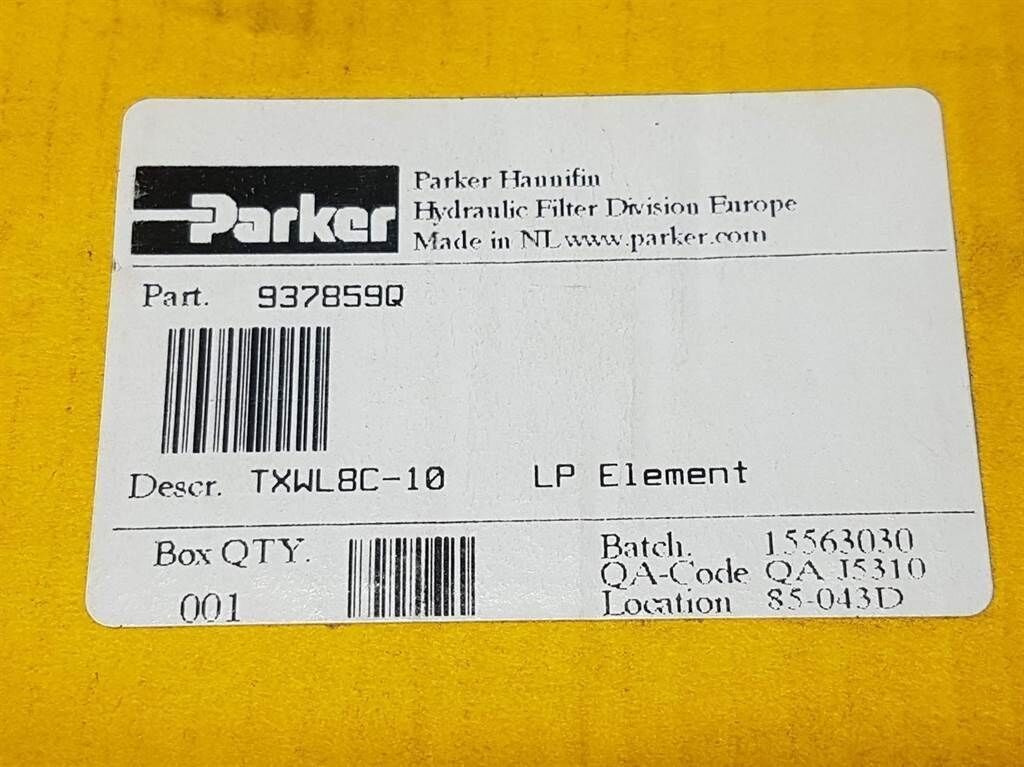 Parker
Parker Hannifin
Hydraulic Filter Division Europe
Made in NL www.parker.com
Part. 937859Q
Descr. TXWL8C-10 LP Element
Box QTY.
001
Batch. 15563030
QA-Code QA J5310
Location 85-043D